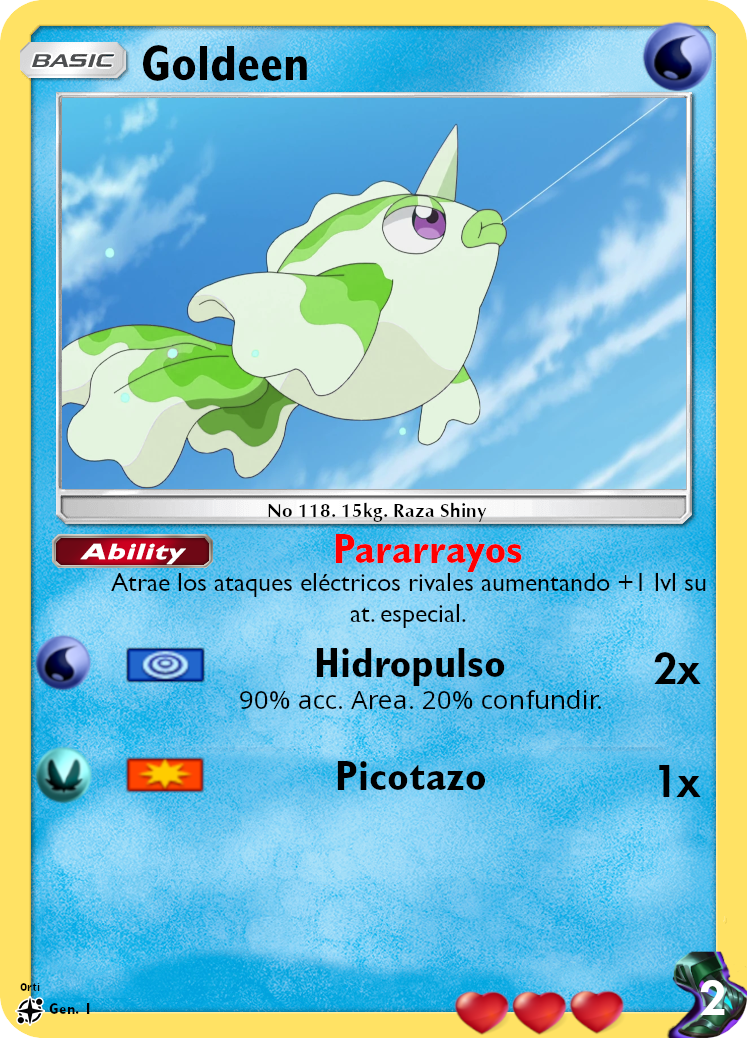 BASIC Goldeen
No 118. 15kg. Raza Shiny
Ability Pararrayos
Atrae los ataques eléctricos rivales aumentando +1 lvl su
at. especial.
Hidropulso 2x
90% acc. Area. 20% confundir.
Picotazo 1x
Orti
Gen. 1
2